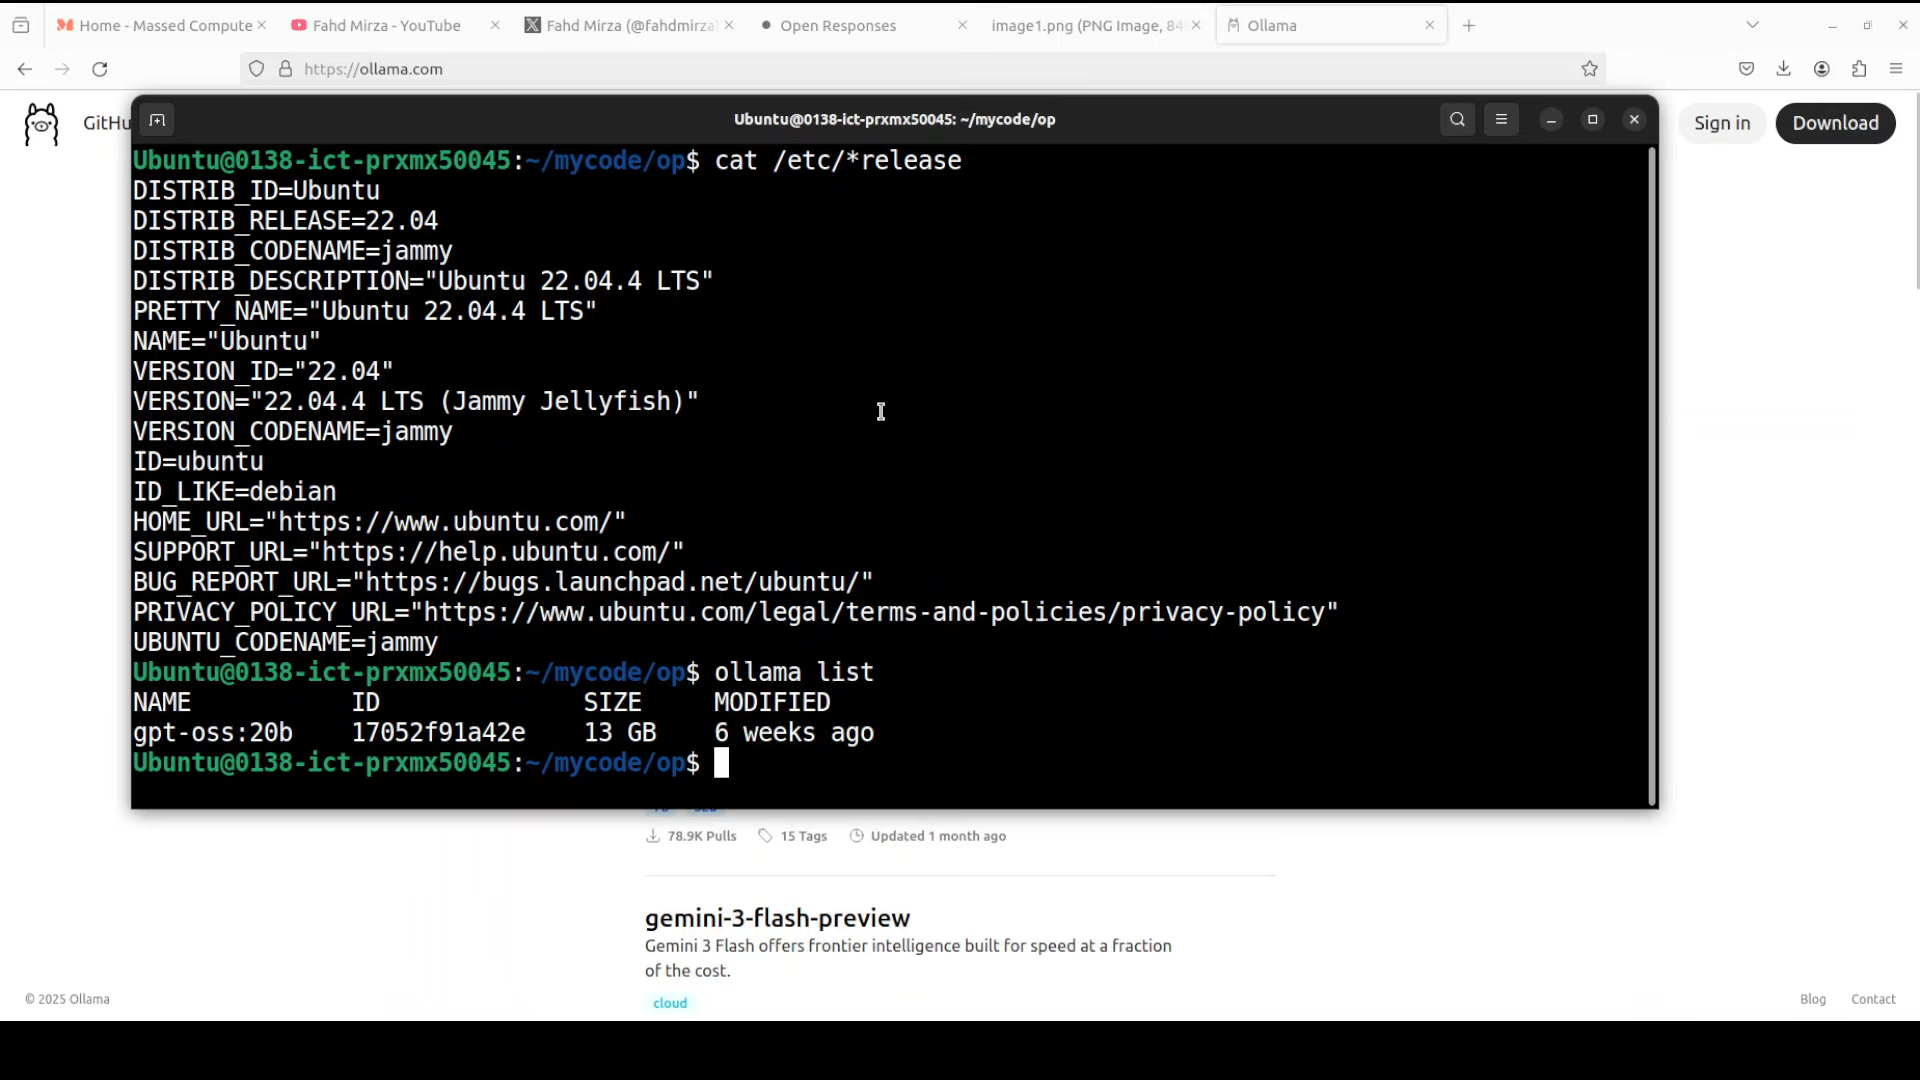 Home - Massed Compute
Fahd Mirza - YouTube
Fahd Mirza (@fahdmirza)
Open Responses
image1.png (PNG Image, 84
Ollama
https://ollama.com
GitHu
Sign in
Download
Ubuntu@0138-ict-prxmx50045: ~/mycode/op
Ubuntu@0138-ict-prxmx50045:~/mycode/op$ cat /etc/*release
DISTRIB_ID=Ubuntu
DISTRIB_RELEASE=22.04
DISTRIB_CODENAME=jammy
DISTRIB_DESCRIPTION="Ubuntu 22.04.4 LTS"
PRETTY_NAME="Ubuntu 22.04.4 LTS"
NAME="Ubuntu"
VERSION_ID="22.04"
VERSION="22.04.4 LTS (Jammy Jellyfish)"
VERSION_CODENAME=jammy
ID=ubuntu
ID_LIKE=debian
HOME_URL="https://www.ubuntu.com/"
SUPPORT_URL="https://help.ubuntu.com/"
BUG_REPORT_URL="https://bugs.launchpad.net/ubuntu/"
PRIVACY_POLICY_URL="https://www.ubuntu.com/legal/terms-and-policies/privacy-policy"
UBUNTU_CODENAME=jammy
Ubuntu@0138-ict-prxmx50045:~/mycode/op$ ollama list
NAME ID SIZE MODIFIED
gpt-oss:20b 17052f91a42e 13 GB 6 weeks ago
Ubuntu@0138-ict-prxmx50045:~/mycode/op$
78.9K Pulls 15 Tags Updated 1 month ago
gemini-3-flash-preview
Gemini 3 Flash offers frontier intelligence built for speed at a fraction
of the cost.
cloud
© 2025 Ollama
Blog
Contact